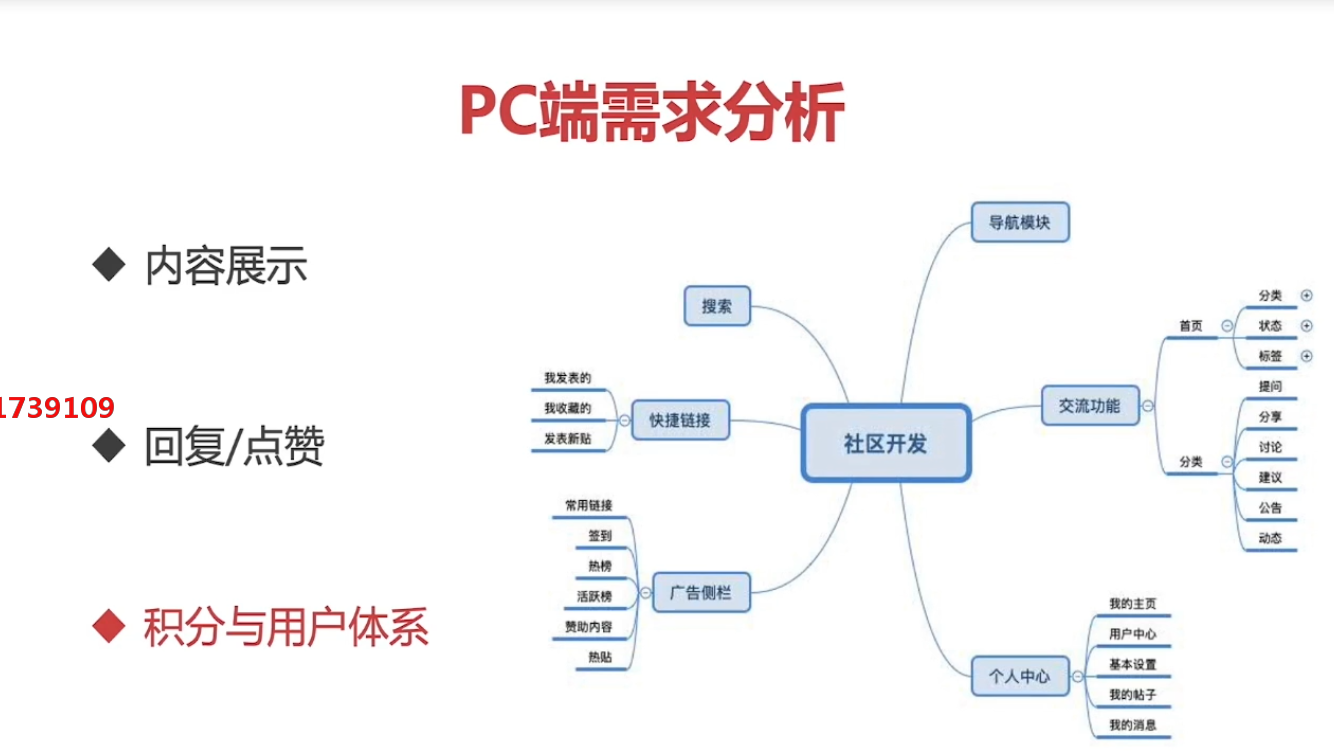 PC端需求分析
◆ 内容展示
1739109
◆ 回复/点赞
◆ 积分与用户体系
社区开发
导航模块
搜索
快捷链接
我发表的
我收藏的
发表新贴
广告侧栏
常用链接
签到
热榜
活跃榜
赞助内容
热贴
交流功能
首页
分类
状态
标签
分类
提问
分享
讨论
建议
公告
动态
个人中心
我的主页
用户中心
基本设置
我的帖子
我的消息